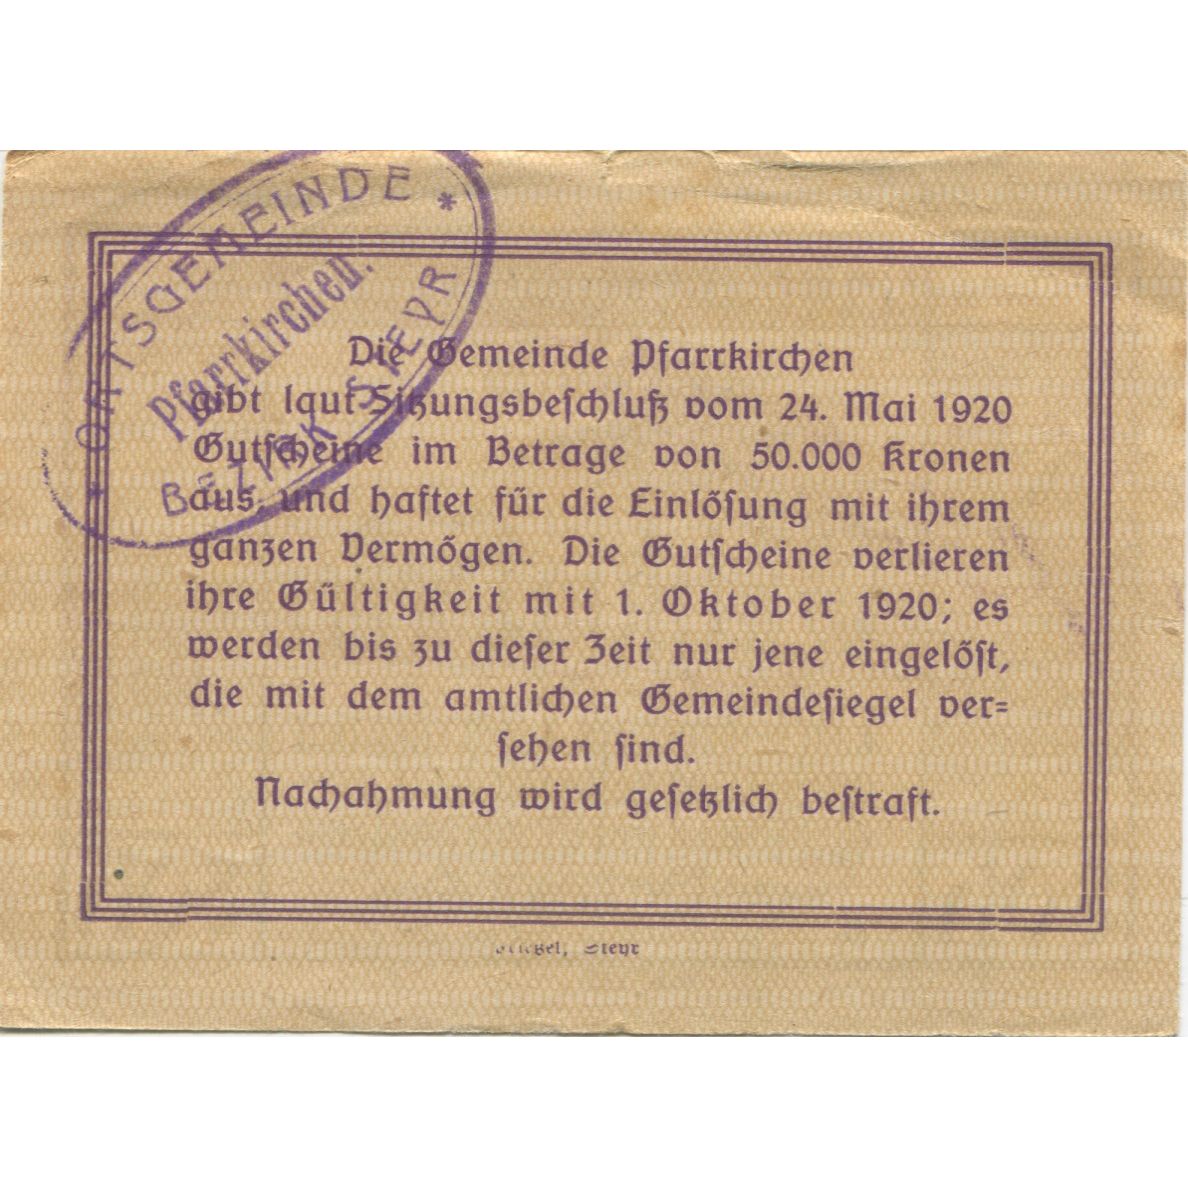 ORTSGEMEINDE
Pfarrkirchen.
BEZIRK STEYR
Die Gemeinde Pfarrkirchen
gibt laut Sitzungsbeschluß vom 24. Mai 1920
Gutscheine im Betrage von 50.000 Kronen
aus, und haftet für die Einlösung mit ihrem
ganzen Vermögen. Die Gutscheine verlieren
ihre Gültigkeit mit 1. Oktober 1920; es
werden bis zu dieser Zeit nur jene eingelöst,
die mit dem amtlichen Gemeindesiegel ver=
sehen sind.
Nachahmung wird gesetzlich bestraft.
Steyr